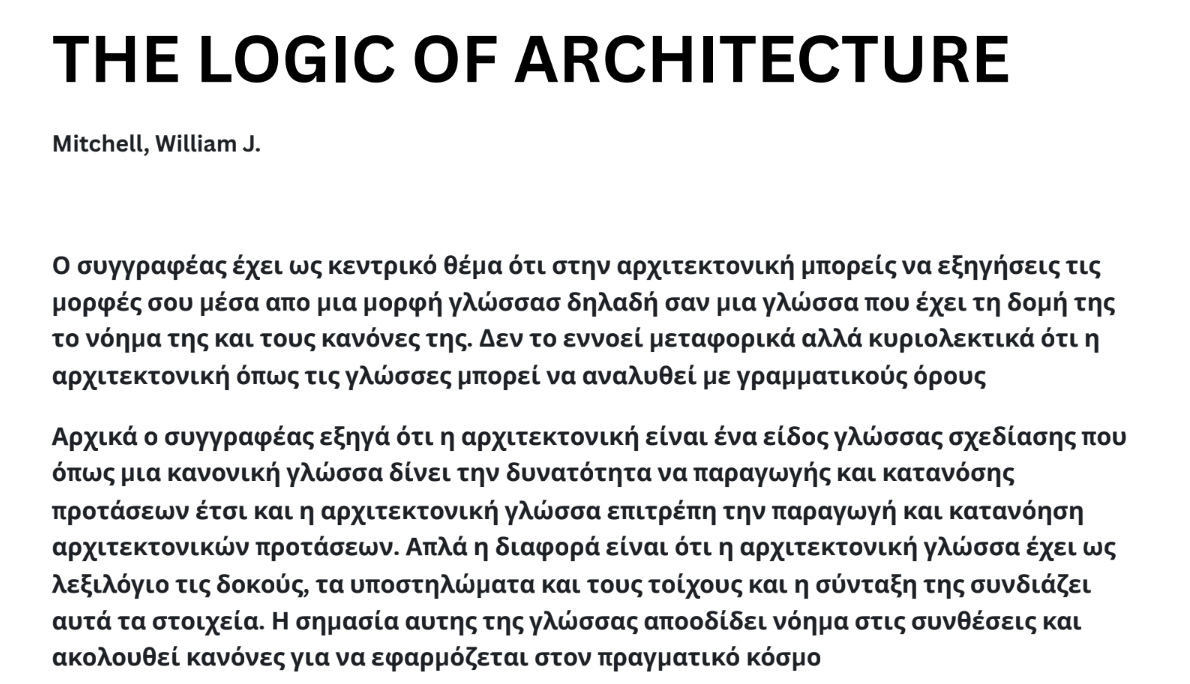 THE LOGIC OF ARCHITECTURE
Mitchell, William J.
Ο συγγραφέας έχει ως κεντρικό θέμα ότι στην αρχιτεκτονική μπορείς να εξηγήσεις τις
μορφές σου μέσα απο μια μορφή γλώσσασ δηλαδή σαν μια γλώσσα που έχει τη δομή της
το νόημα της και τους κανόνες της. Δεν το εννοεί μεταφορικά αλλά κυριολεκτικά ότι η
αρχιτεκτονική όπως τις γλώσσες μπορεί να αναλυθεί με γραμματικούς όρους
Αρχικά ο συγγραφέας εξηγά ότι η αρχιτεκτονική είναι ένα είδος γλώσσας σχεδίασης που
όπως μια κανονική γλώσσα δίνει την δυνατότητα να παραγωγής και κατανόσης
προτάσεων έτσι και η αρχιτεκτονική γλώσσα επιτρέπη την παραγωγή και κατανόηση
αρχιτεκτονικών προτάσεων. Απλά η διαφορά είναι ότι η αρχιτεκτονική γλώσσα έχει ως
λεξιλόγιο τις δοκούς, τα υποστηλώματα και τους τοίχους και η σύνταξη της συνδιάζει
αυτά τα στοιχεία. Η σημασία αυτης της γλώσσας αποοδίδει νόημα στις συνθέσεις και
ακολουθεί κανόνες για να εφαρμόζεται στον πραγματικό κόσμο